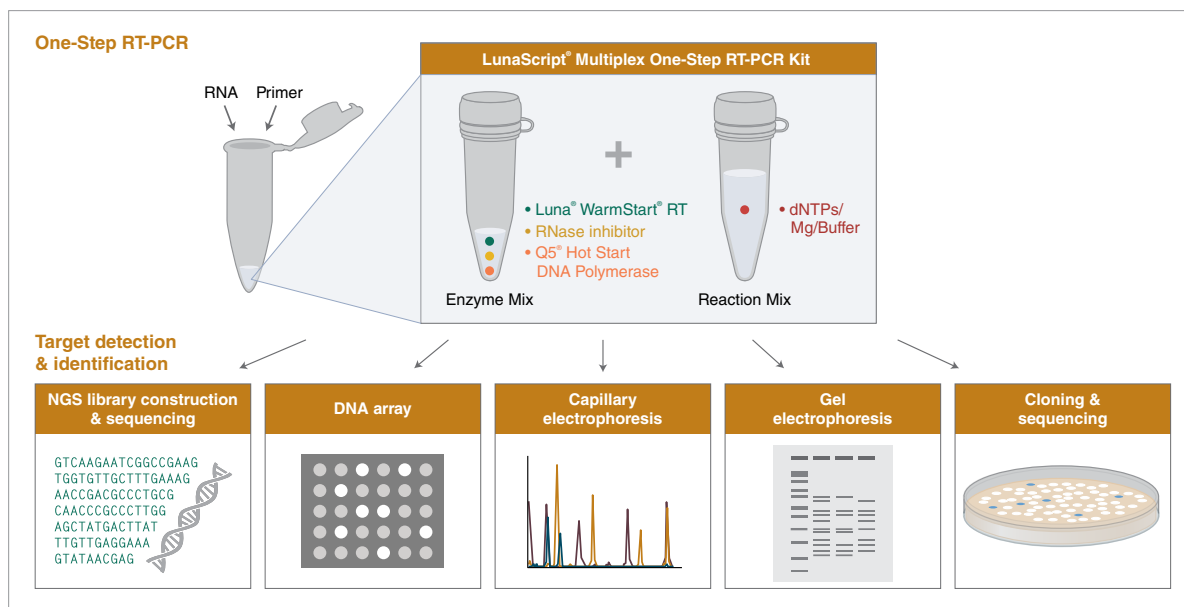 One-Step RT-PCR
LunaScript® Multiplex One-Step RT-PCR Kit
RNA Primer
• Luna® WarmStart® RT
• RNase inhibitor
• Q5® Hot Start
DNA Polymerase
• dNTPs/
Mg/Buffer
Enzyme Mix
Reaction Mix
Target detection
& identification
NGS library construction
& sequencing
DNA array
Capillary
electrophoresis
Gel
electrophoresis
Cloning &
sequencing
GTCAAGAATCGGCCGAAG
TGGTGTTGCTTTGAAAG
AACCGACGCCCTGCG
CAACCCGCCCTTGG
AGCTATGACTTAT
TTGTTGAGGAAA
GTATAACGAG